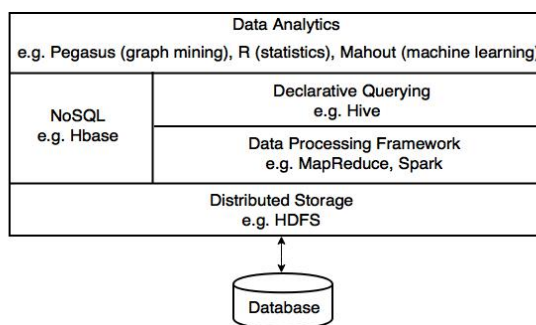 Data Analytics
e.g. Pegasus (graph mining), R (statistics), Mahout (machine learning)
NoSQL
e.g. Hbase
Declarative Querying
e.g. Hive
Data Processing Framework
e.g. MapReduce, Spark
Distributed Storage
e.g. HDFS
Database